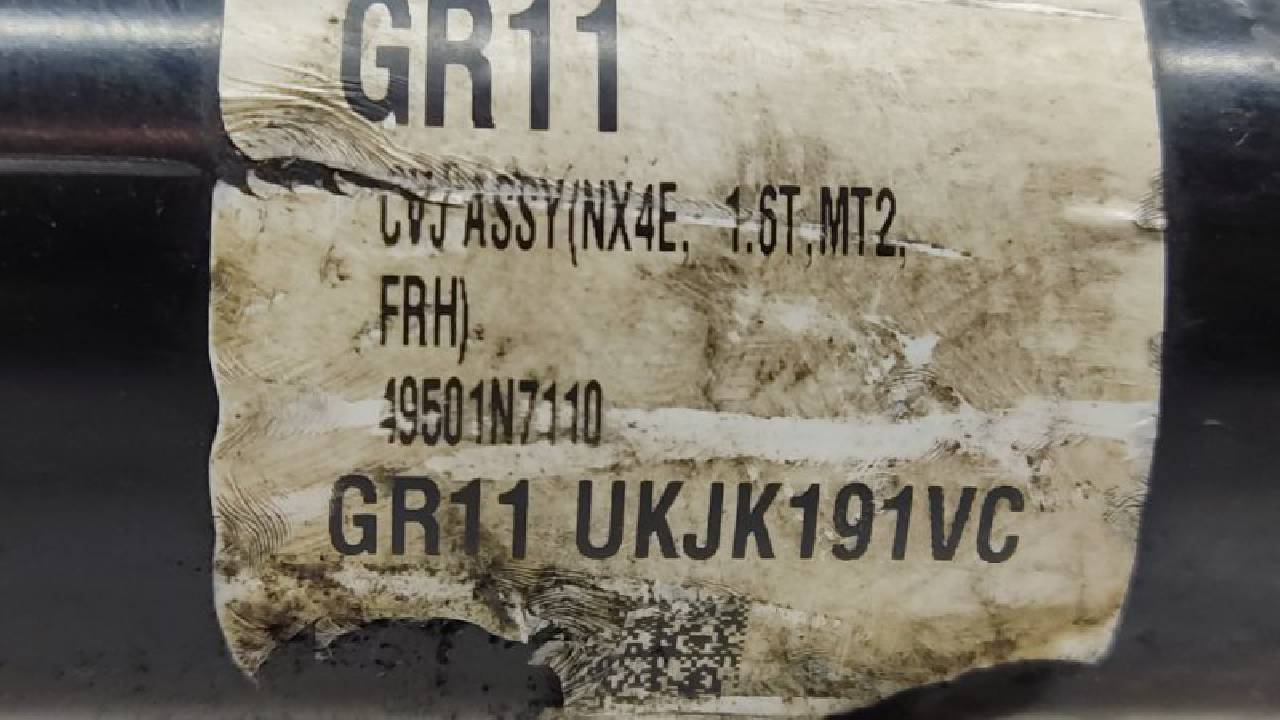 GR11
CVJ ASSY(NX4E, 1.6T,MT2,
FRH)
49501N7110
GR11 UKJK191VC